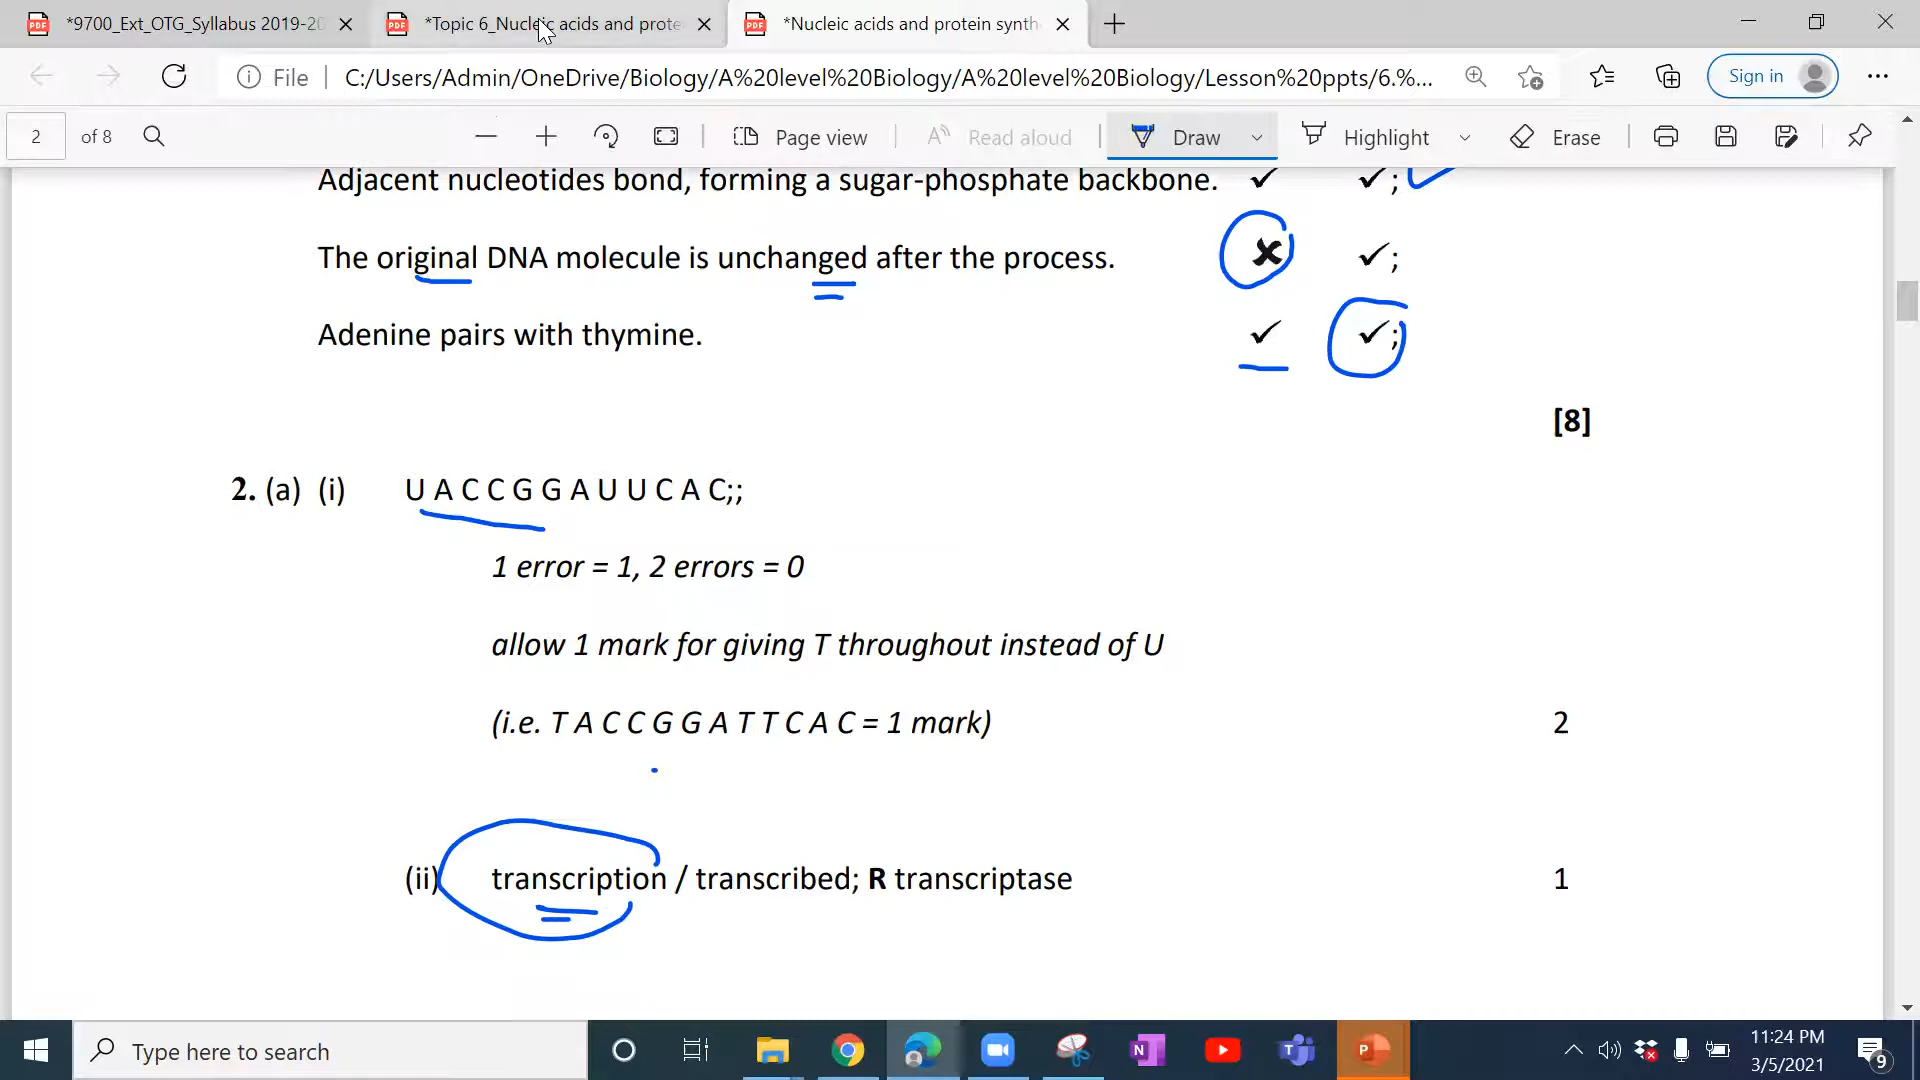 *9700_Ext_OTG_Syllabus 2019-20
*Topic 6_Nucleic acids and prote
*Nucleic acids and protein synth
File
C:/Users/Admin/OneDrive/Biology/A%20level%20Biology/A%20level%20Biology/Lesson%20ppts/6.%...
Sign in
2 of 8
Page view
Read aloud
Draw
Highlight
Erase
Adjacent nucleotides bond, forming a sugar-phosphate backbone. ✓ ✓;
The original DNA molecule is unchanged after the process. ✘ ✓;
Adenine pairs with thymine. ✓ ✓;
[8]
2. (a) (i) U A C C G G A U U C A C;;
1 error = 1, 2 errors = 0
allow 1 mark for giving T throughout instead of U
(i.e. T A C C G G A T T C A C = 1 mark) 2
(ii) transcription / transcribed; R transcriptase 1
Type here to search
11:24 PM
3/5/2021
9